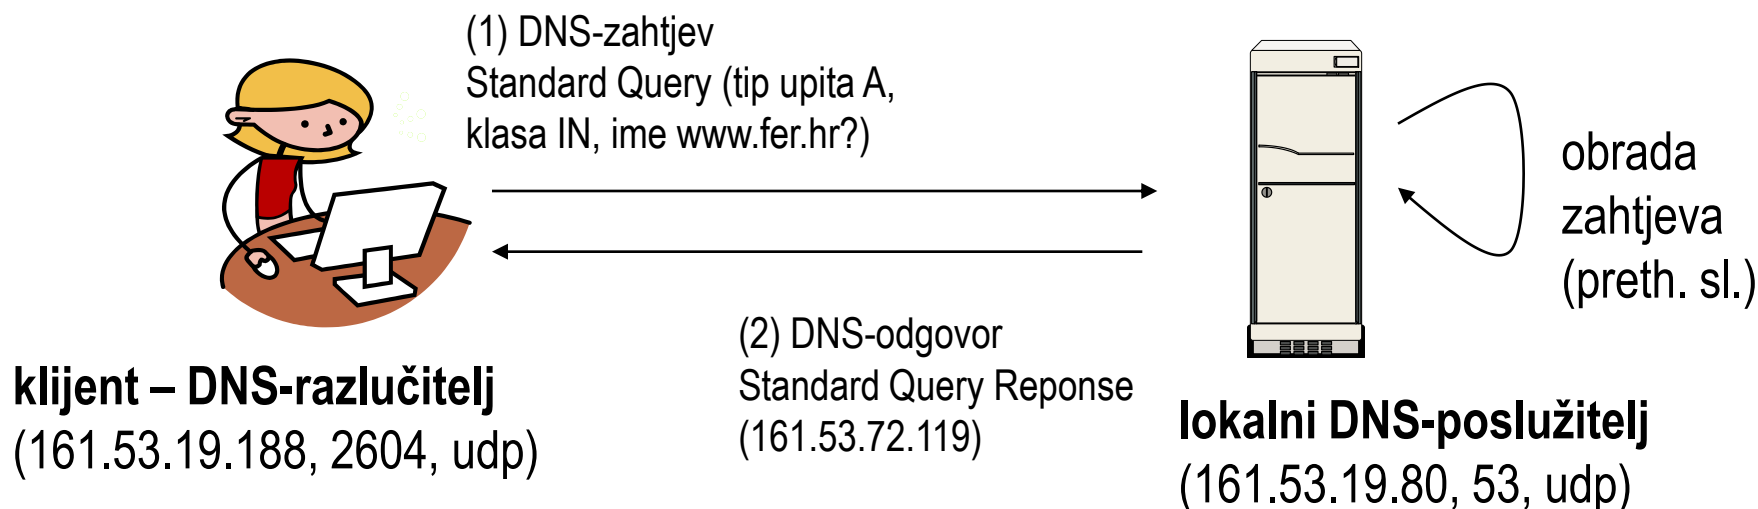 (1) DNS-zahtjev
Standard Query (tip upita A,
klasa IN, ime www.fer.hr?)
obrada
zahtjeva
(preth. sl.)
(2) DNS-odgovor
Standard Query Reponse
(161.53.72.119)
klijent – DNS-razlučitelj
(161.53.19.188, 2604, udp)
lokalni DNS-poslužitelj
(161.53.19.80, 53, udp)